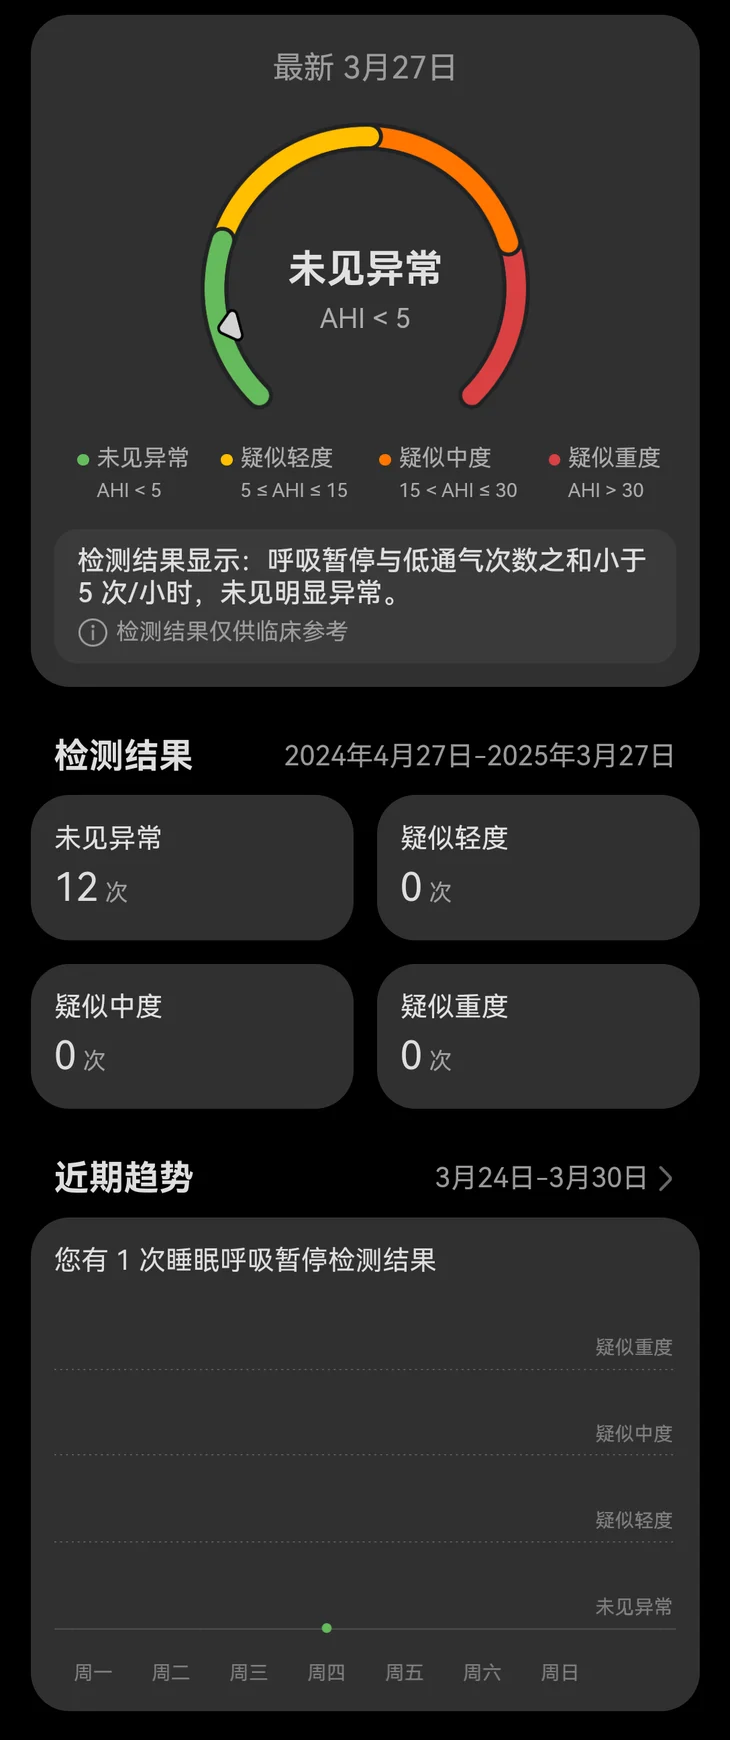 最新 3月27日
未见异常
AHI < 5
未见异常
AHI < 5
疑似轻度
5 ≤ AHI ≤ 15
疑似中度
15 < AHI ≤ 30
疑似重度
AHI > 30
检测结果显示：呼吸暂停与低通气次数之和小于
5 次/小时，未见明显异常。
检测结果仅供临床参考
检测结果
2024年4月27日-2025年3月27日
未见异常
12 次
疑似轻度
0 次
疑似中度
0 次
疑似重度
0 次
近期趋势
3月24日-3月30日
您有 1 次睡眠呼吸暂停检测结果
疑似重度
疑似中度
疑似轻度
未见异常
周一 周二 周三 周四 周五 周六 周日